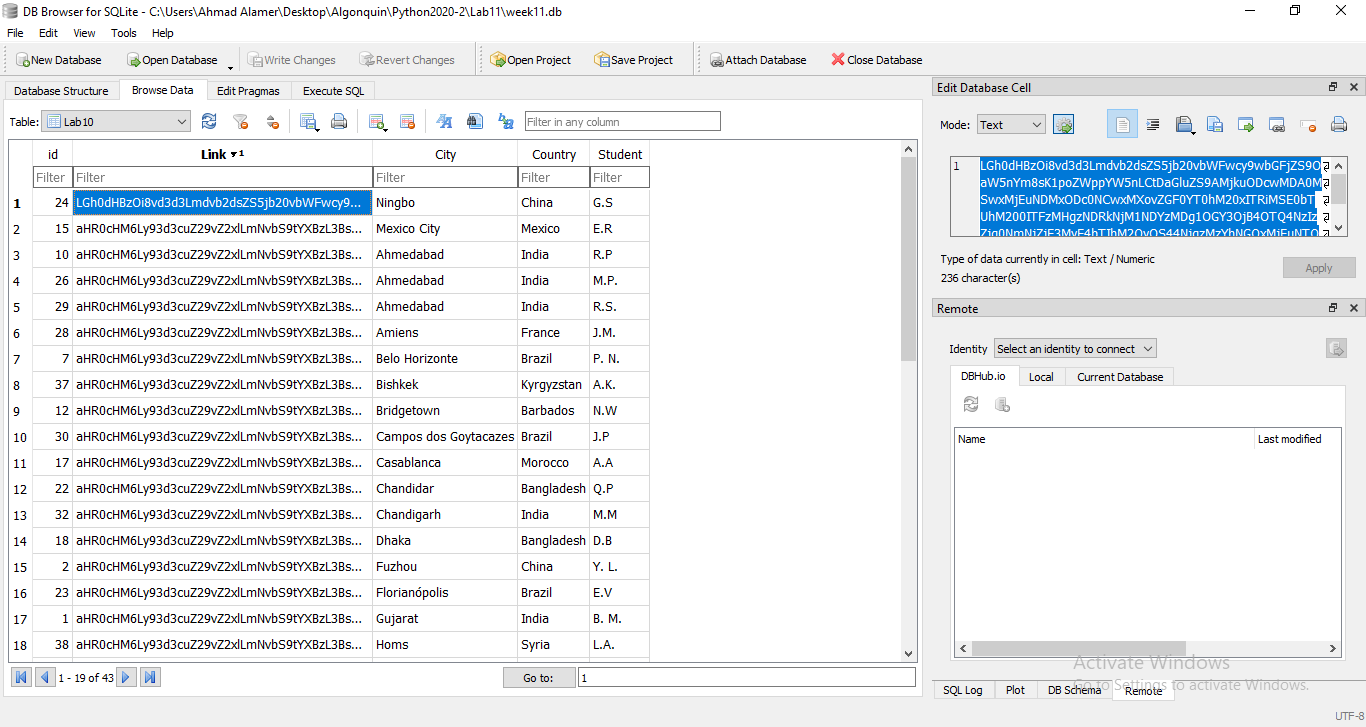 DB Browser for SQLite - C:\Users\Ahmad Alamer\Desktop\Algonquin\Python2020-2\Lab11\week11.db
File Edit View Tools Help
New Database Open Database Write Changes Revert Changes Open Project Save Project Attach Database Close Database
Database Structure Browse Data Edit Pragmas Execute SQL
Table: Lab10 Filter in any column
id Link 1 City Country Student
Filter Filter Filter Filter Filter
1 24 LGh0dHBzOi8vd3d3Lmdvb2dsZS5jb20vbWFwcy9... Ningbo China G.S
2 15 aHR0cHM6Ly93d3cuZ29vZ2xlLmNvbS9tYXBzL3Bs... Mexico City Mexico E.R
3 10 aHR0cHM6Ly93d3cuZ29vZ2xlLmNvbS9tYXBzL3Bs... Ahmedabad India R.P
4 26 aHR0cHM6Ly93d3cuZ29vZ2xlLmNvbS9tYXBzL3Bs... Ahmedabad India M.P.
5 29 aHR0cHM6Ly93d3cuZ29vZ2xlLmNvbS9tYXBzL3Bs... Ahmedabad India R.S.
6 28 aHR0cHM6Ly93d3cuZ29vZ2xlLmNvbS9tYXBzL3Bs... Amiens France J.M.
7 7 aHR0cHM6Ly93d3cuZ29vZ2xlLmNvbS9tYXBzL3Bs... Belo Horizonte Brazil P. N.
8 37 aHR0cHM6Ly93d3cuZ29vZ2xlLmNvbS9tYXBzL3Bs... Bishkek Kyrgyzstan A.K.
9 12 aHR0cHM6Ly93d3cuZ29vZ2xlLmNvbS9tYXBzL3Bs... Bridgetown Barbados N.W
10 30 aHR0cHM6Ly93d3cuZ29vZ2xlLmNvbS9tYXBzL3Bs... Campos dos Goytacazes Brazil J.P
11 17 aHR0cHM6Ly93d3cuZ29vZ2xlLmNvbS9tYXBzL3Bs... Casablanca Morocco A.A
12 22 aHR0cHM6Ly93d3cuZ29vZ2xlLmNvbS9tYXBzL3Bs... Chandidar Bangladesh Q.P
13 32 aHR0cHM6Ly93d3cuZ29vZ2xlLmNvbS9tYXBzL3Bs... Chandigarh India M.M
14 18 aHR0cHM6Ly93d3cuZ29vZ2xlLmNvbS9tYXBzL3Bs... Dhaka Bangladesh D.B
15 2 aHR0cHM6Ly93d3cuZ29vZ2xlLmNvbS9tYXBzL3Bs... Fuzhou China Y. L.
16 23 aHR0cHM6Ly93d3cuZ29vZ2xlLmNvbS9tYXBzL3Bs... Florianópolis Brazil E.V
17 1 aHR0cHM6Ly93d3cuZ29vZ2xlLmNvbS9tYXBzL3Bs... Gujarat India B. M.
18 38 aHR0cHM6Ly93d3cuZ29vZ2xlLmNvbS9tYXBzL3Bs... Homs Syria L.A.
1 - 19 of 43 Go to: 1
Edit Database Cell
Mode: Text
1 LGh0dHBzOi8vd3d3Lmdvb2dsZS5jb20vbWFwcy9wbGFjZS9O
aW5nYm8sK1poZWppYW5nLCtDaGluZS9AMjkuODcwMDA0M
SwxMjEuNDMxODc0NCwxMXovZGF0YT0hM20xITRiMSE0bT
UhM200ITFzMHgzNDRkNjM1NDYzMDg1OGY3OjB4OTQ4NzIz
Type of data currently in cell: Text / Numeric
236 character(s)
Apply
Remote
Identity Select an identity to connect
DBHub.io Local Current Database
Name Last modified
Activate Windows
Go to Settings to activate Windows.
SQL Log Plot DB Schema Remote
UTF-8